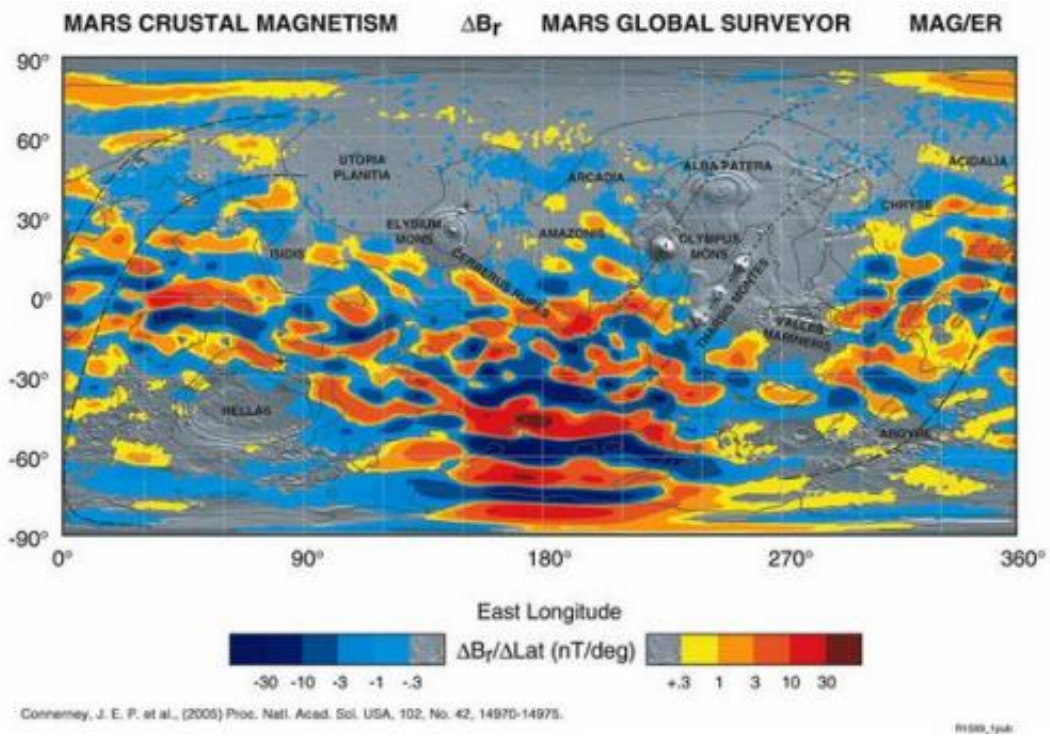 MARS CRUSTAL MAGNETISM ΔBr MARS GLOBAL SURVEYOR MAG/ER
90°
60°
30°
0°
-30°
-60°
-90°
UTOPIA
PLANITIA
ELYSIUM
MONS
ISIDIS
CERBERUS RUPES
HELLAS
ARCADIA
AMAZONIS
ALBA PATERA
OLYMPUS
MONS
THARSIS MONTES
VALLES
MARINERIS
ACIDALIA
CHRYSE
ARGYRE
0° 90° 180° 270° 360°
East Longitude
ΔBr/ΔLat (nT/deg)
-30 -10 -3 -1 -.3
+.3 1 3 10 30
Connerney, J. E. P. et al., (2005) Proc. Natl. Acad. Sci. USA, 102, No. 42, 14970-14975.